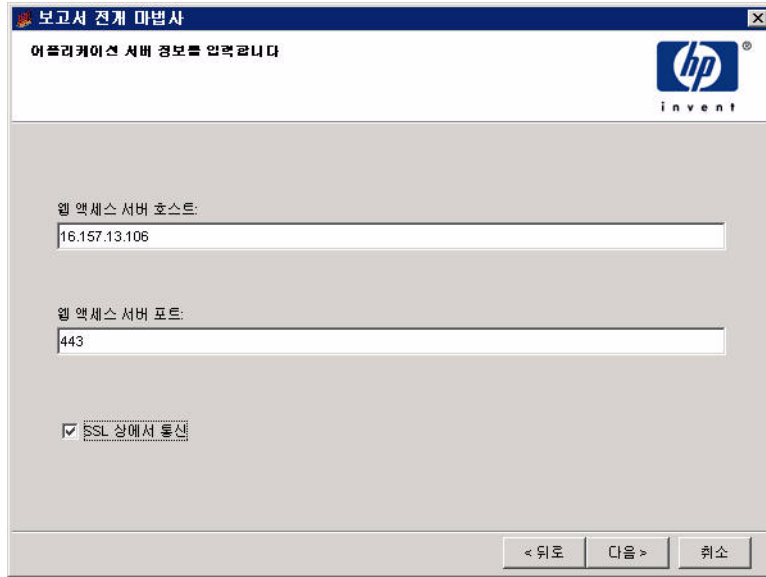 보고서 전개 마법사
어플리케이션 서버 정보를 입력합니다
hp
®
invent
웹 액세스 서버 호스트:
16.157.13.106
웹 액세스 서버 포트:
443
SSL 상에서 통신
< 뒤로
다음 >
취소